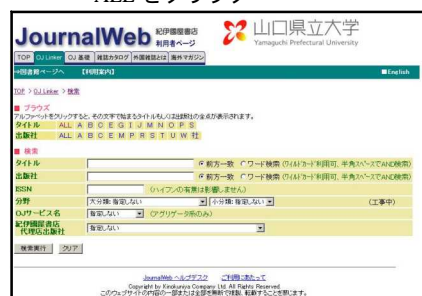 ALL をクリック
JournalWeb 紀伊國屋書店 利用者ページ
山口県立大学
Yamaguchi Prefectural University
TOP OJ Linker OJ 基礎 雑誌カタログ 外国雑誌とは 海外マガジン
→図書館ページへ 【利用案内】 ■English
TOP > OJ Linker > 検索
■ ブラウズ
アルファベットをクリックすると、その文字で始まるタイトルもしくは出版社の全点が表示されます。
タイトル ALL A B C E G I J M N O P S
出版社 ALL A B C E M P R S T U W 社
■ 検索
タイトル 前方一致 ワード検索 (ワイルドカード利用可, 半角スペースでAND検索)
出版社 前方一致 ワード検索 (ワイルドカード利用可, 半角スペースでAND検索)
ISSN (ハイフンの有無は影響しません)
分野 大分類: 指定しない 小分類: 指定しない (工事中)
OJサービス名 指定しない (アグリゲータ系のみ)
紀伊國屋書店
代理店出版社 指定しない
検索実行 クリア
JournalWeb ヘルプデスク ご利用にあたって
Copyright by Kinokuniya Company Ltd. All Rights Reserved.
このウェブサイトの内容の一部または全部を無断で複製、転載することを禁じます。